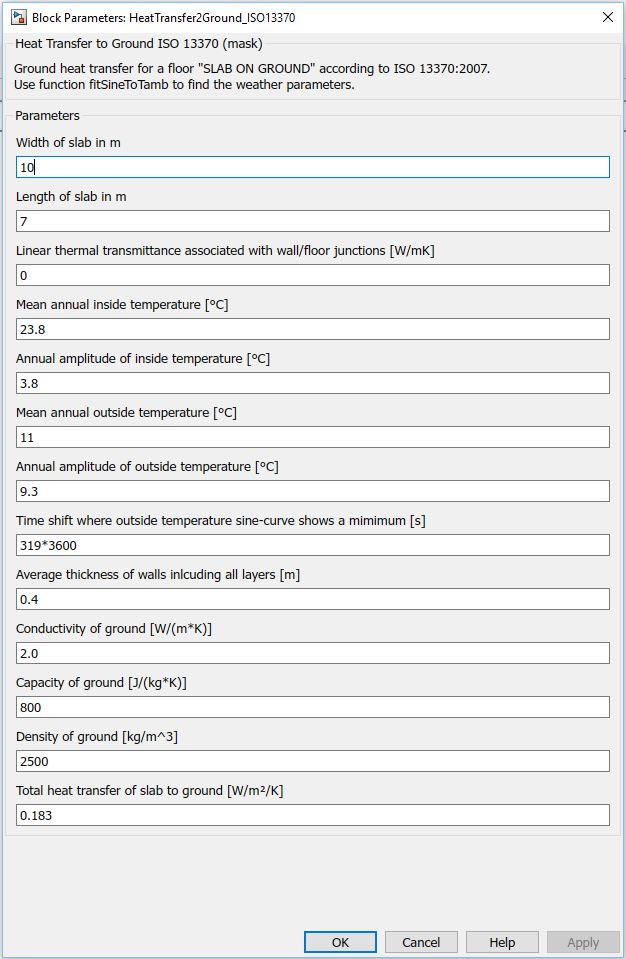 Block Parameters: HeatTransfer2Ground_ISO13370
Heat Transfer to Ground ISO 13370 (mask)
Ground heat transfer for a floor "SLAB ON GROUND" according to ISO 13370:2007.
Use function fitSineToTamb to find the weather parameters.
Parameters
Width of slab in m
10
Length of slab in m
7
Linear thermal transmittance associated with wall/floor junctions [W/mK]
0
Mean annual inside temperature [°C]
23.8
Annual amplitude of inside temperature [°C]
3.8
Mean annual outside temperature [°C]
11
Annual amplitude of outside temperature [°C]
9.3
Time shift where outside temperature sine-curve shows a mimimum [s]
319*3600
Average thickness of walls inlcuding all layers [m]
0.4
Conductivity of ground [W/(m*K)]
2.0
Capacity of ground [J/(kg*K)]
800
Density of ground [kg/m^3]
2500
Total heat transfer of slab to ground [W/m²/K]
0.183
OK Cancel Help Apply